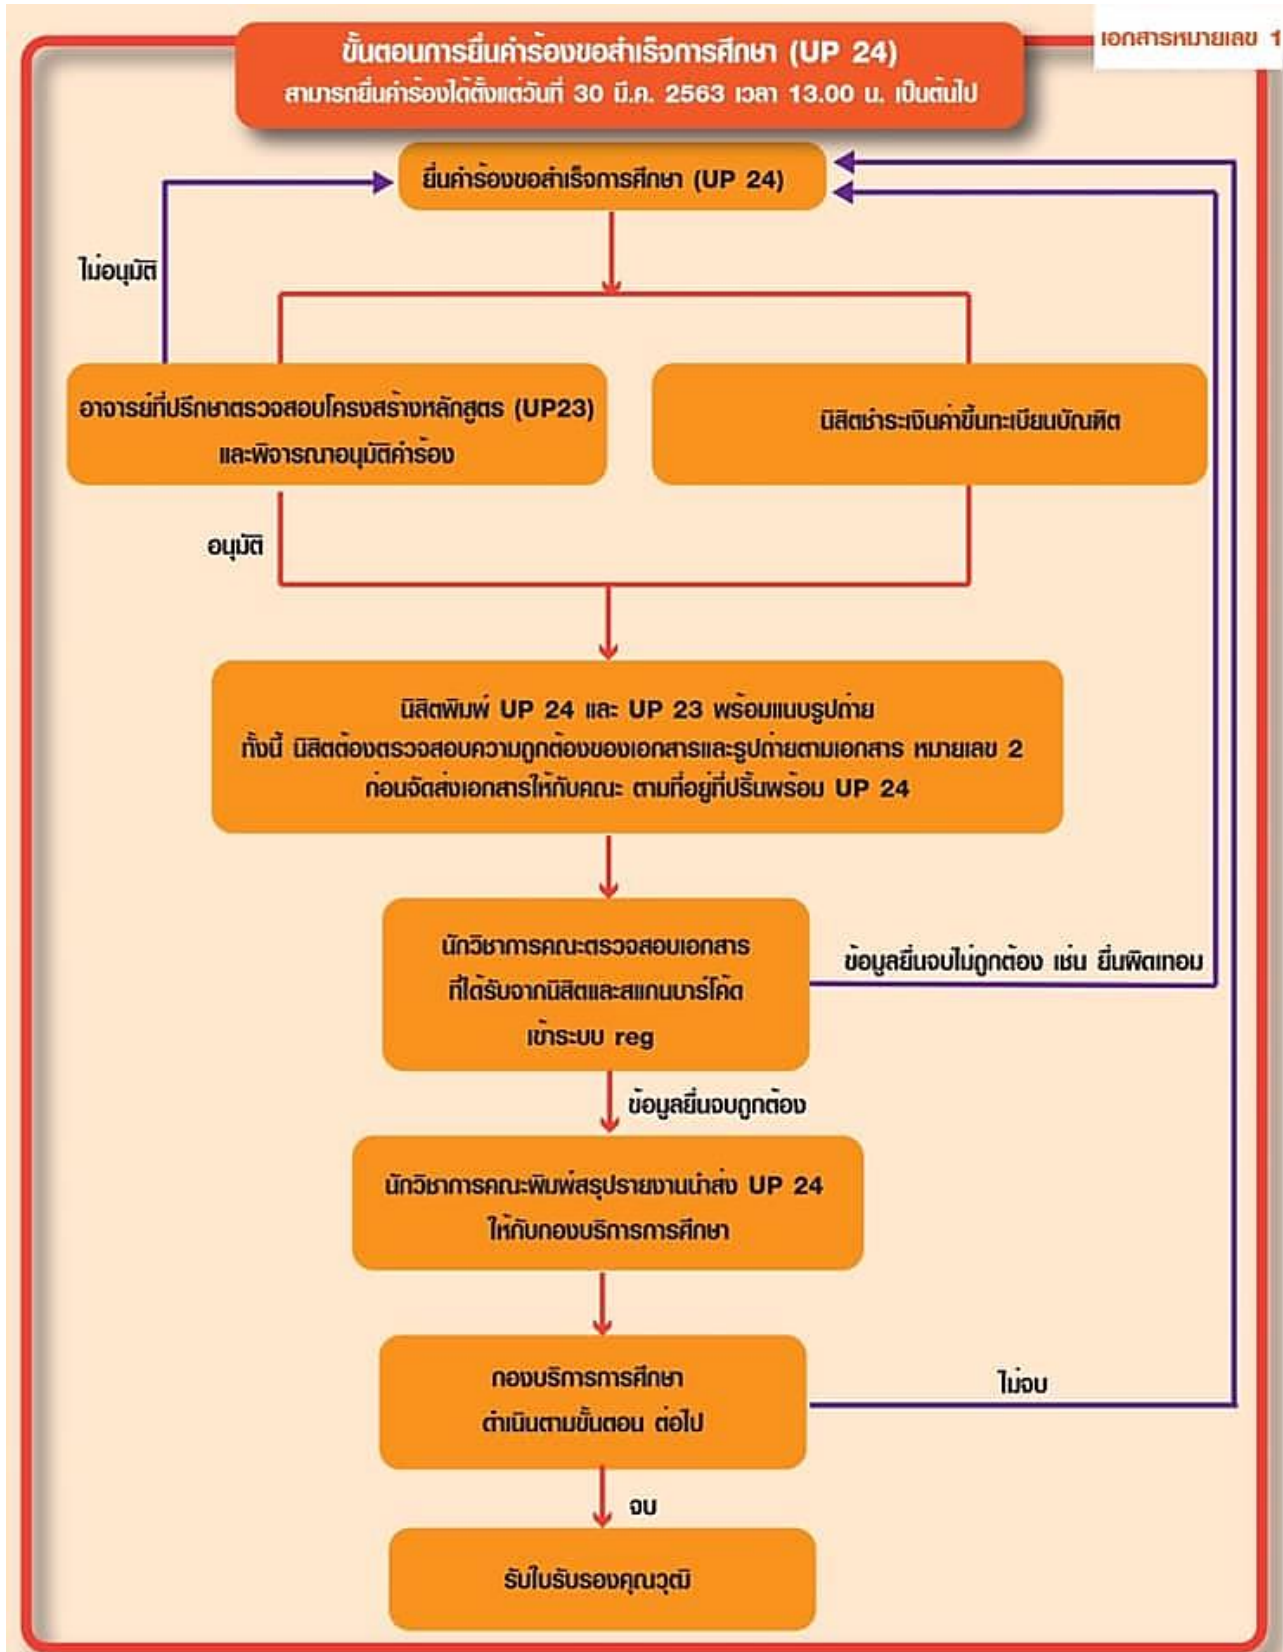 เอกสารหมายเลข 1
ขั้นตอนการยื่นคำร้องขอสำเร็จการศึกษา (UP 24)
สามารถยื่นคำร้องได้ตั้งแต่วันที่ 30 มี.ค. 2563 เวลา 13.00 น. เป็นต้นไป
ยื่นคำร้องขอสำเร็จการศึกษา (UP 24)
ไม่อนุมัติ
อาจารย์ที่ปรึกษาตรวจสอบโครงสร้างหลักสูตร (UP23)
และพิจารณาอนุมัติคำร้อง
นิสิตชำระเงินค่าขึ้นทะเบียนบัณฑิต
อนุมัติ
นิสิตพิมพ์ UP 24 และ UP 23 พร้อมแนบรูปถ่าย
ทั้งนี้ นิสิตต้องตรวจสอบความถูกต้องของเอกสารและรูปถ่ายตามเอกสาร หมายเลข 2
ก่อนจัดส่งเอกสารให้กับคณะ ตามที่อยู่ที่ปริ้นพร้อม UP 24
นักวิชาการคณะตรวจสอบเอกสาร
ที่ได้รับจากนิสิตและสแกนบาร์โค้ด
เข้าระบบ reg
ข้อมูลยื่นจบไม่ถูกต้อง เช่น ยื่นผิดเทอม
ข้อมูลยื่นจบถูกต้อง
นักวิชาการคณะพิมพ์สรุปรายงานนำส่ง UP 24
ให้กับกองบริการการศึกษา
กองบริการการศึกษา
ดำเนินตามขั้นตอน ต่อไป
ไม่จบ
จบ
รับใบรับรองคุณวุฒิ